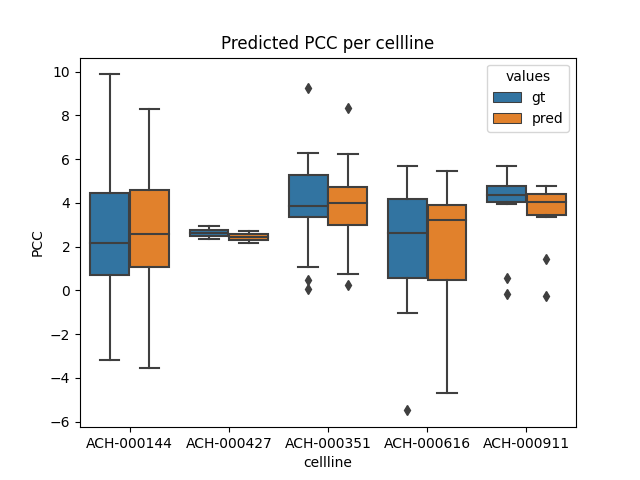 Predicted PCC per cellline
values
gt
pred
10
8
6
4
2
0
−2
−4
−6
PCC
ACH-000144 ACH-000427 ACH-000351 ACH-000616 ACH-000911
cellline